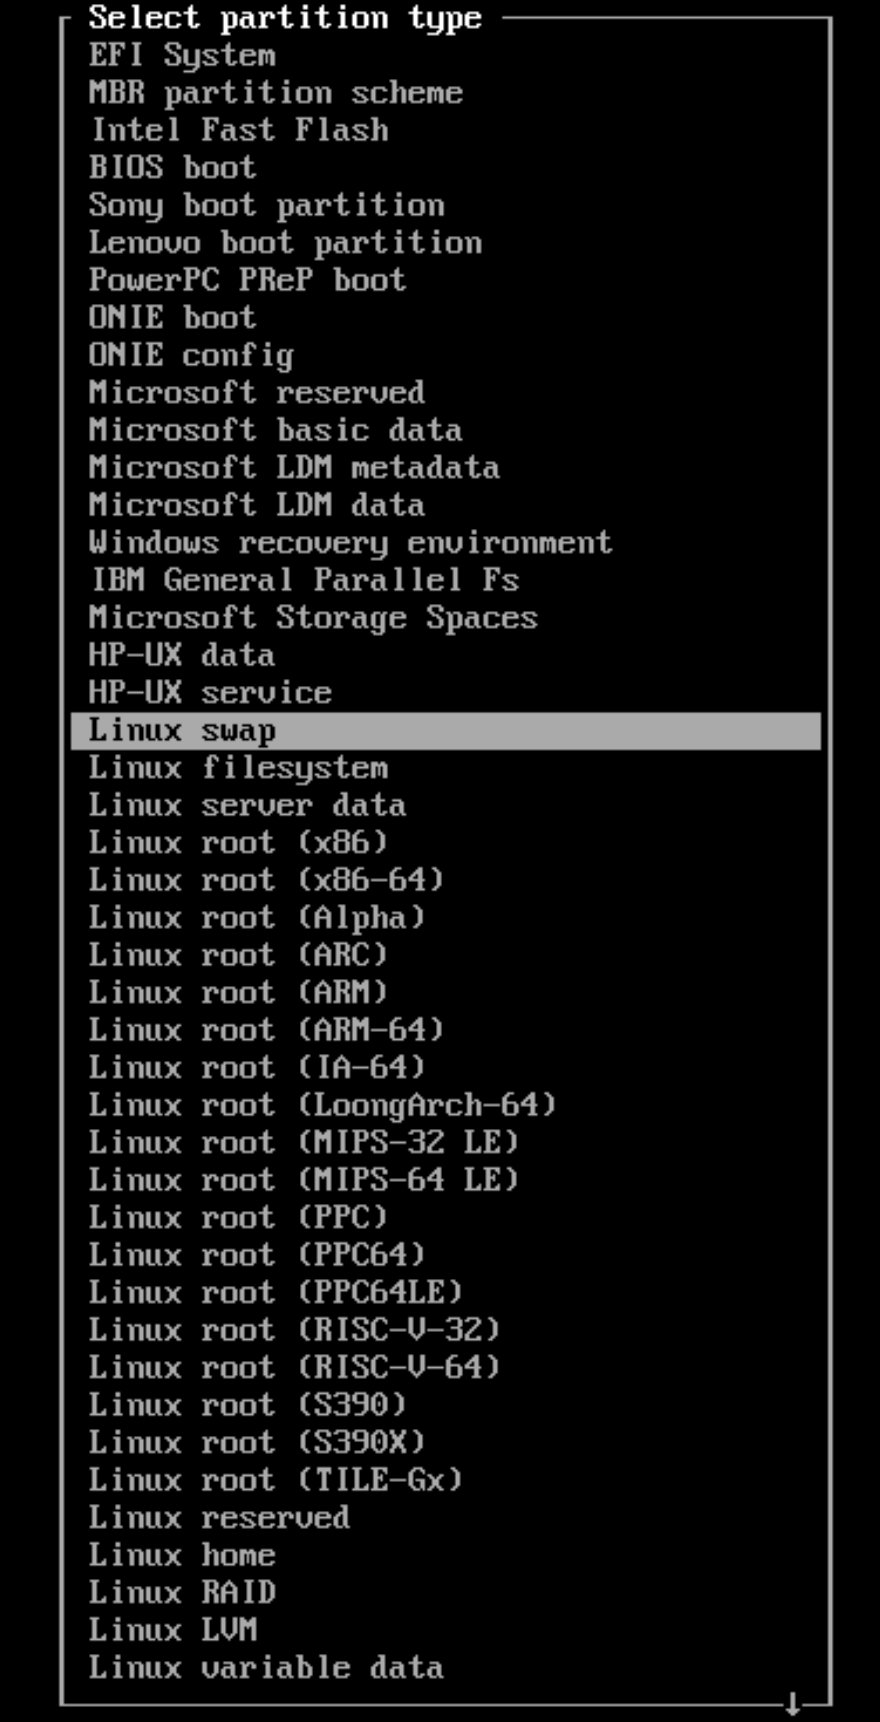 Select partition type
EFI System
MBR partition scheme
Intel Fast Flash
BIOS boot
Sony boot partition
Lenovo boot partition
PowerPC PReP boot
ONIE boot
ONIE config
Microsoft reserved
Microsoft basic data
Microsoft LDM metadata
Microsoft LDM data
Windows recovery environment
IBM General Parallel Fs
Microsoft Storage Spaces
HP-UX data
HP-UX service
Linux swap
Linux filesystem
Linux server data
Linux root (x86)
Linux root (x86-64)
Linux root (Alpha)
Linux root (ARC)
Linux root (ARM)
Linux root (ARM-64)
Linux root (IA-64)
Linux root (LoongArch-64)
Linux root (MIPS-32 LE)
Linux root (MIPS-64 LE)
Linux root (PPC)
Linux root (PPC64)
Linux root (PPC64LE)
Linux root (RISC-V-32)
Linux root (RISC-V-64)
Linux root (S390)
Linux root (S390X)
Linux root (TILE-Gx)
Linux reserved
Linux home
Linux RAID
Linux LVM
Linux variable data